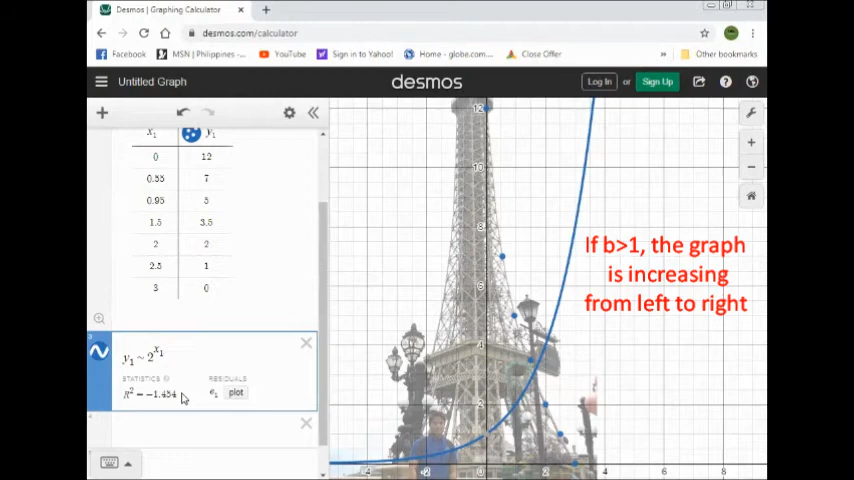 Desmos | Graphing Calculator
desmos.com/calculator
Facebook
MSN | Philippines -
YouTube
Sign in to Yahoo!
Home - globe.com...
Close Offer
»
Other bookmarks
Untitled Graph
desmos
Log In
or
Sign Up
x₁ y₁
0 12
0.55 7
0.95 5
1.5 3.5
2 2
2.5 1
3 0
3
y₁ ~ 2^x₁
STATISTICS
RESIDUALS
R² = −1.454
e₁ plot
4
12
10
8
6
4
2
-4 -2 0 2 4 6 8
If b>1, the graph
is increasing
from left to right